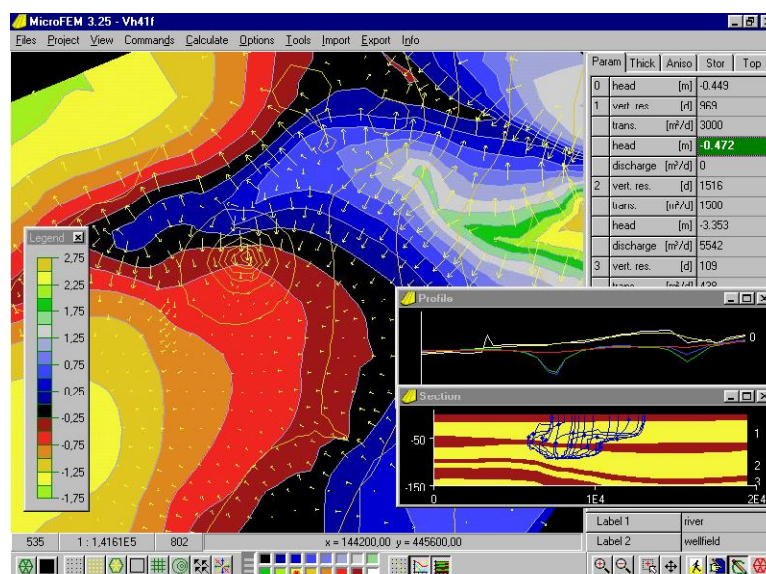 MicroFEM 3.25 - Vh41f
Files Project View Commands Calculate Options Tools Import Export Info
Param Thick Aniso Stor Top
0 head [m] -0.449
1 vert. res. [d] 969
trans. [m²/d] 3000
head [m] -0.472
discharge [m³/d] 0
2 vert. res. [d] 1516
trans. [m²/d] 1500
head [m] -3.353
discharge [m³/d] 5542
3 vert. res. [d] 109
trans. [m²/d] 438
Legend
2,75
2,25
1,75
1,25
0,75
-0,25
-0,75
-1,25
-1,75
Profile
0
Section
-50
-150
1
2
3
0 1E4 2E4
Label 1 river
Label 2 wellfield
535 1 : 1,4161E5 802 x = 144200,00 y = 445600,00